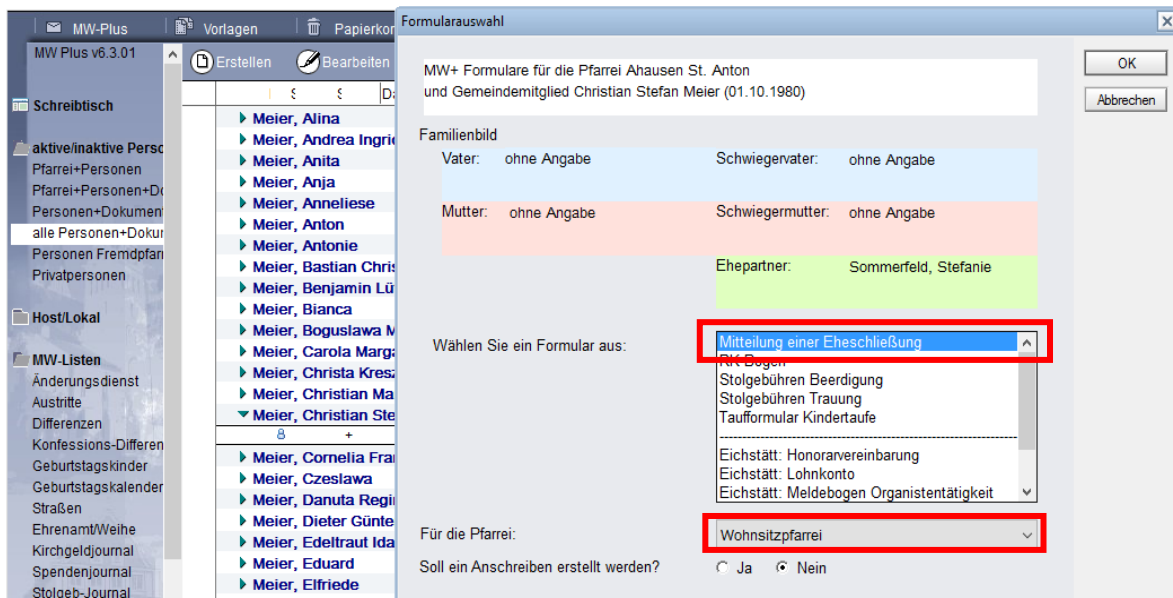 MW-Plus
Vorlagen
Papierkor
MW Plus v6.3.01
Erstellen
Bearbeiten
Schreibtisch
aktive/inaktive Perso
Pfarrei+Personen
Pfarrei+Personen+Do
Personen+Dokument
alle Personen+Dokum
Personen Fremdpfarr
Privatpersonen
Host/Lokal
MW-Listen
Änderungsdienst
Austritte
Differenzen
Konfessions-Differen
Geburtstagskinder
Geburtstagskalender
Straßen
Ehrenamt/Weihe
Kirchgeldjournal
Spendenjournal
Stolgeb-Journal
Meier, Alina
Meier, Andrea Ingrid
Meier, Anita
Meier, Anja
Meier, Anneliese
Meier, Anton
Meier, Antonie
Meier, Bastian Chris
Meier, Benjamin Lü
Meier, Bianca
Meier, Boguslawa M
Meier, Carola Marga
Meier, Christa Kresz
Meier, Christian Ma
Meier, Christian Ste
8 +
Meier, Cornelia Fran
Meier, Czeslawa
Meier, Danuta Regin
Meier, Dieter Günte
Meier, Edeltraut Ida
Meier, Eduard
Meier, Elfriede
Formularauswahl
MW+ Formulare für die Pfarrei Ahausen St. Anton
und Gemeindemitglied Christian Stefan Meier (01.10.1980)
OK
Abbrechen
Familienbild
Vater: ohne Angabe Schwiegervater: ohne Angabe
Mutter: ohne Angabe Schwiegermutter: ohne Angabe
Ehepartner: Sommerfeld, Stefanie
Wählen Sie ein Formular aus:
Mitteilung einer Eheschließung
RK-Bogen
Stolgebühren Beerdigung
Stolgebühren Trauung
Taufformular Kindertaufe
Eichstätt: Honorarvereinbarung
Eichstätt: Lohnkonto
Eichstätt: Meldebogen Organistentätigkeit
Für die Pfarrei: Wohnsitzpfarrei
Soll ein Anschreiben erstellt werden? Ja Nein